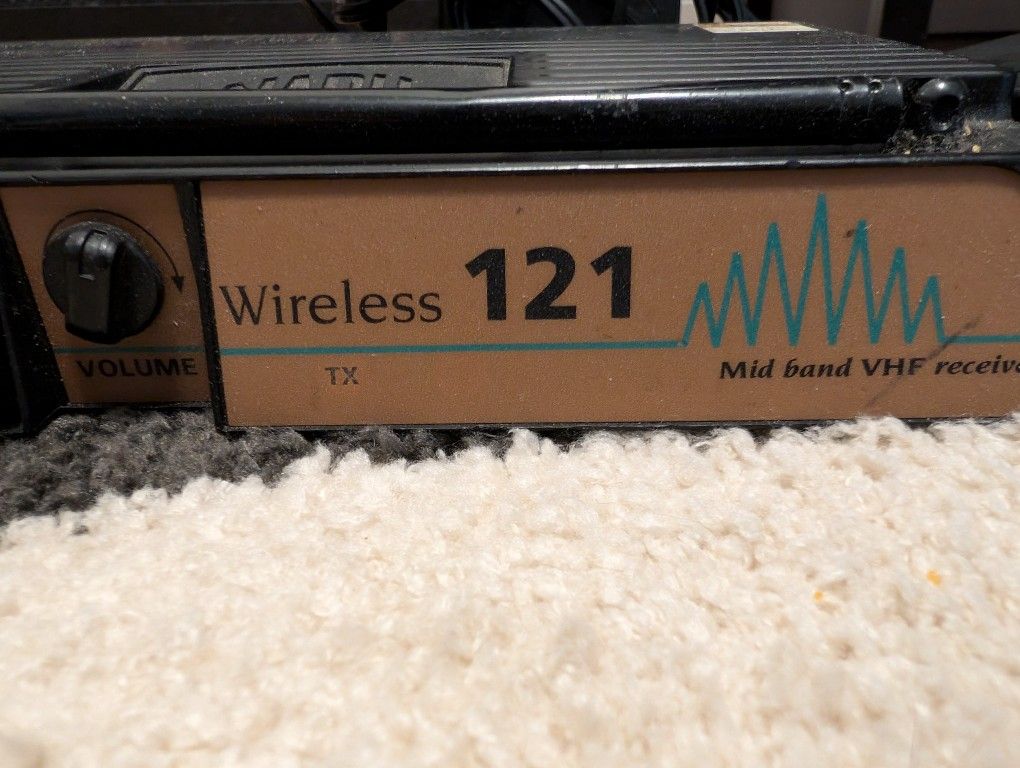 VOLUME
Wireless 121
TX
Mid band VHF